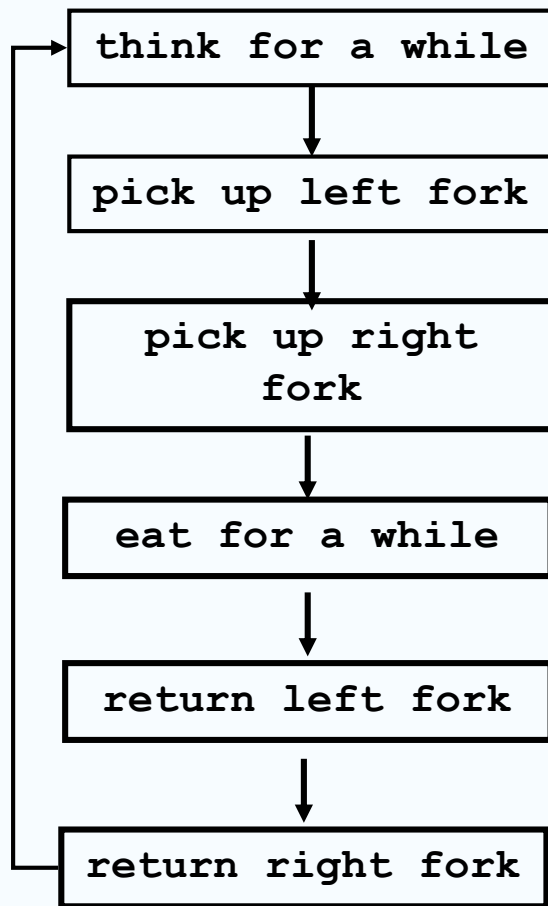 think for a while
pick up left fork
pick up right
fork
eat for a while
return left fork
return right fork